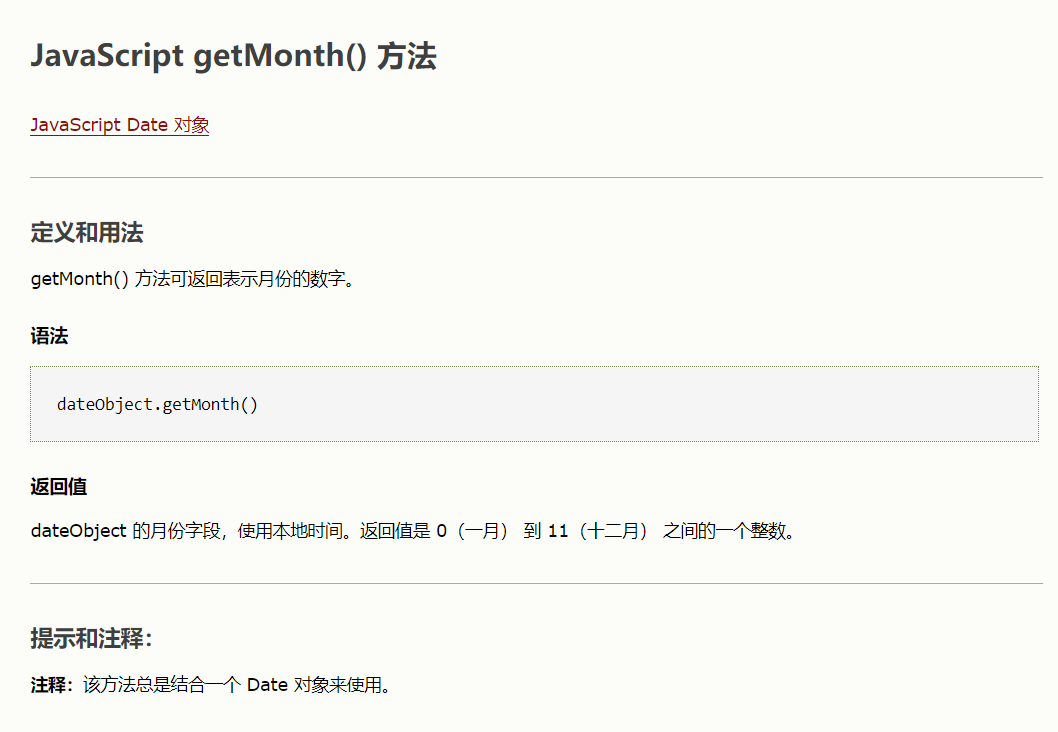 JavaScript getMonth() 方法
JavaScript Date 对象
定义和用法
getMonth() 方法可返回表示月份的数字。
语法
dateObject.getMonth()
返回值
dateObject 的月份字段，使用本地时间。返回值是 0（一月） 到 11（十二月） 之间的一个整数。
提示和注释：
注释：该方法总是结合一个 Date 对象来使用。